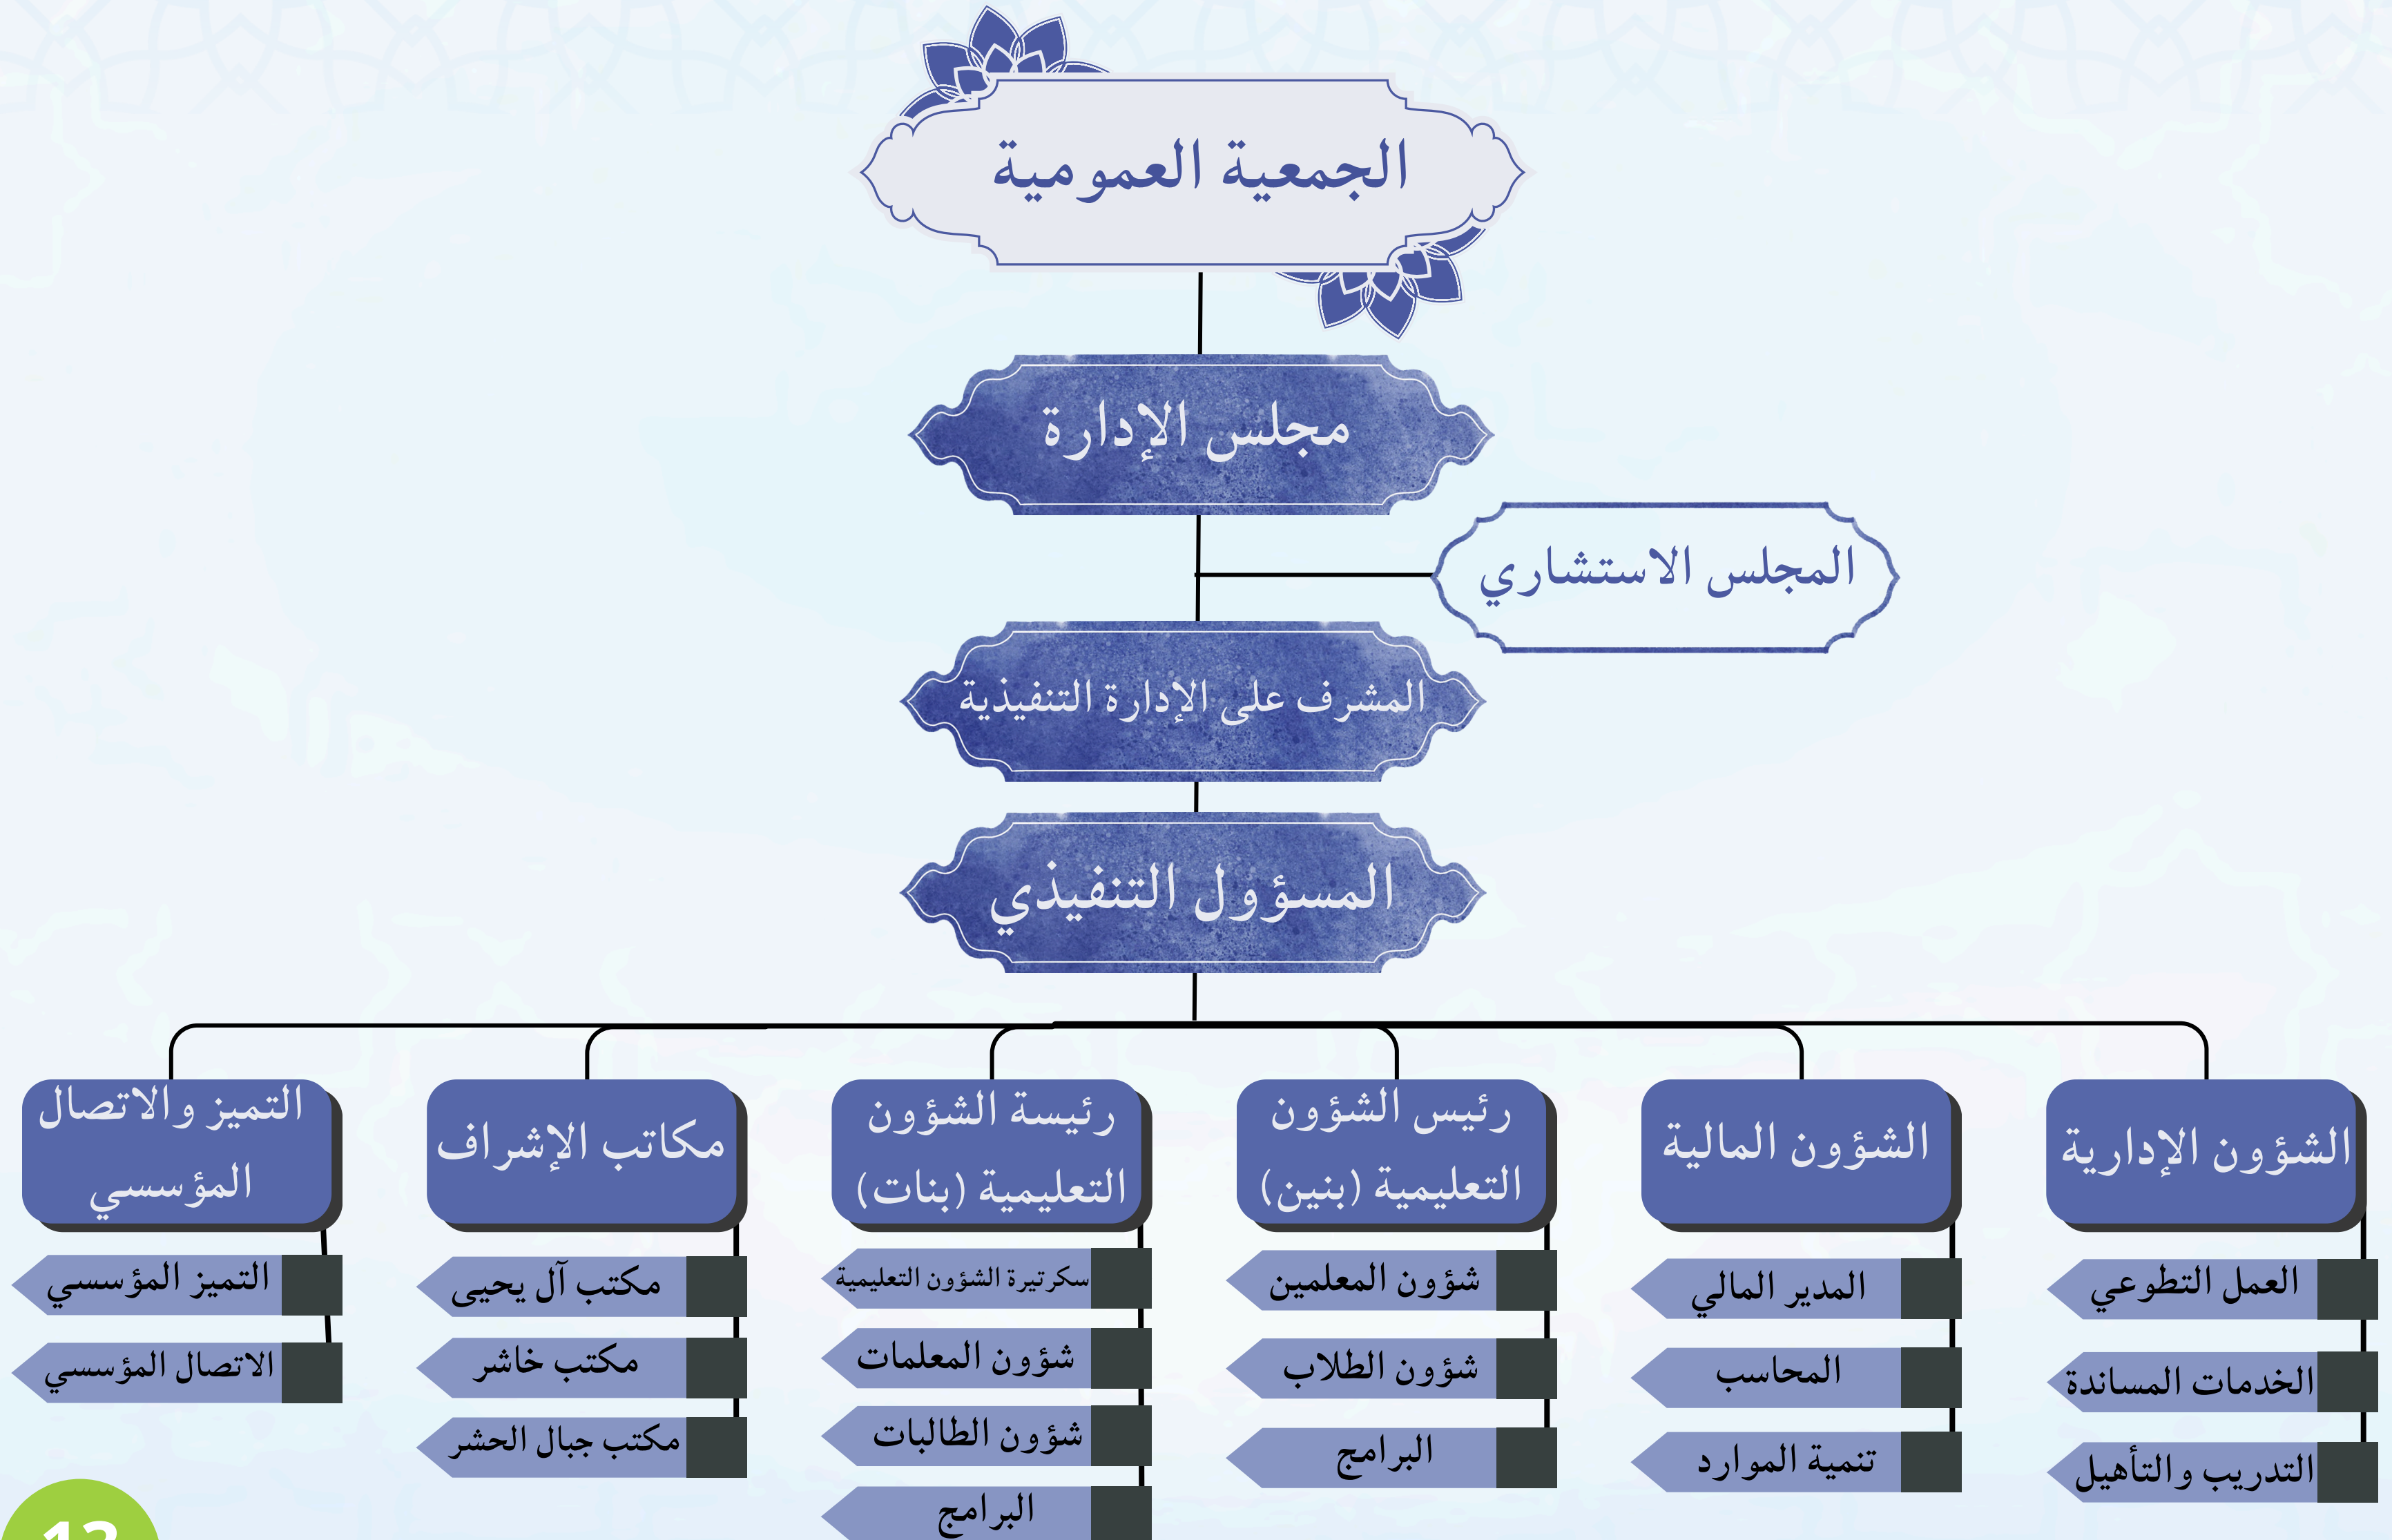 الجمعية العمومية
مجلس الإدارة
المجلس الاستشاري
المشرف على الإدارة التنفيذية
المسؤول التنفيذي
الشؤون الإدارية
العمل التطوعي
الخدمات المساندة
التدريب والتأهيل
الشؤون المالية
المدير المالي
المحاسب
تنمية الموارد
رئيس الشؤون
التعليمية (بنين)
شؤون المعلمين
شؤون الطلاب
البرامج
رئيسة الشؤون
التعليمية (بنات)
سكرتيرة الشؤون التعليمية
شؤون المعلمات
شؤون الطالبات
البرامج
مكاتب الإشراف
مكتب آل يحيى
مكتب خاشر
مكتب جبال الحشر
التميز والاتصال
المؤسسي
التميز المؤسسي
الاتصال المؤسسي